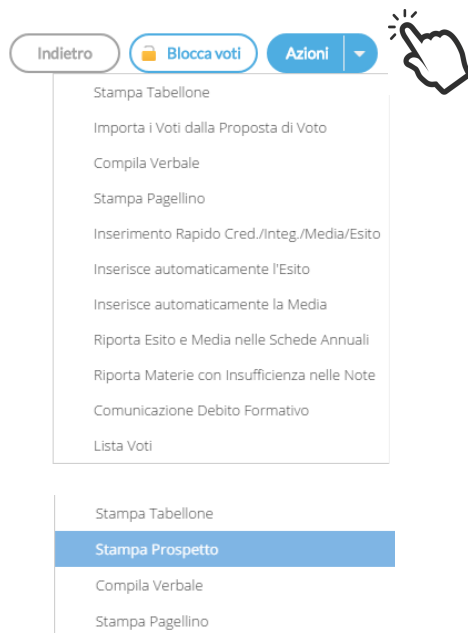 Indietro
Blocca voti
Azioni
Stampa Tabellone
Importa i Voti dalla Proposta di Voto
Compila Verbale
Stampa Pagellino
Inserimento Rapido Cred./Integ./Media/Esito
Inserisce automaticamente l'Esito
Inserisce automaticamente la Media
Riporta Esito e Media nelle Schede Annuali
Riporta Materie con Insufficienza nelle Note
Comunicazione Debito Formativo
Lista Voti
Stampa Tabellone
Stampa Prospetto
Compila Verbale
Stampa Pagellino